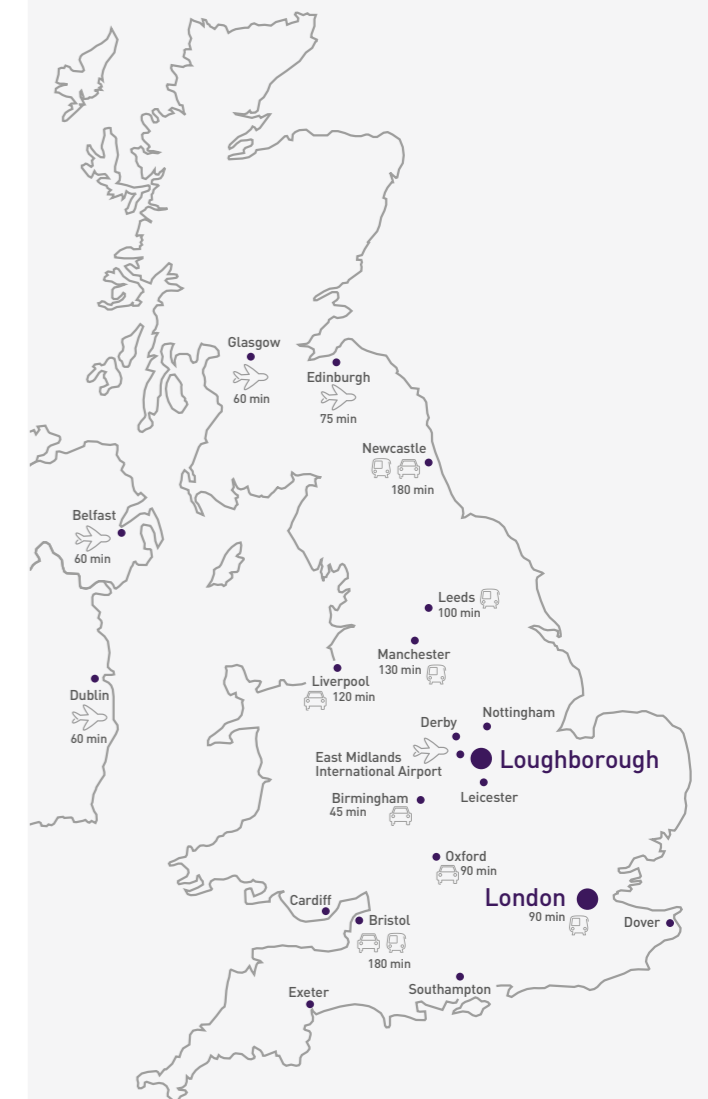 Glasgow
60 min
Edinburgh
75 min
Newcastle
180 min
Belfast
60 min
Leeds
100 min
Manchester
130 min
Liverpool
120 min
Dublin
60 min
Nottingham
Derby
East Midlands
International Airport
Loughborough
Leicester
Birmingham
45 min
Oxford
90 min
London
90 min
Dover
Cardiff
Bristol
180 min
Southampton
Exeter